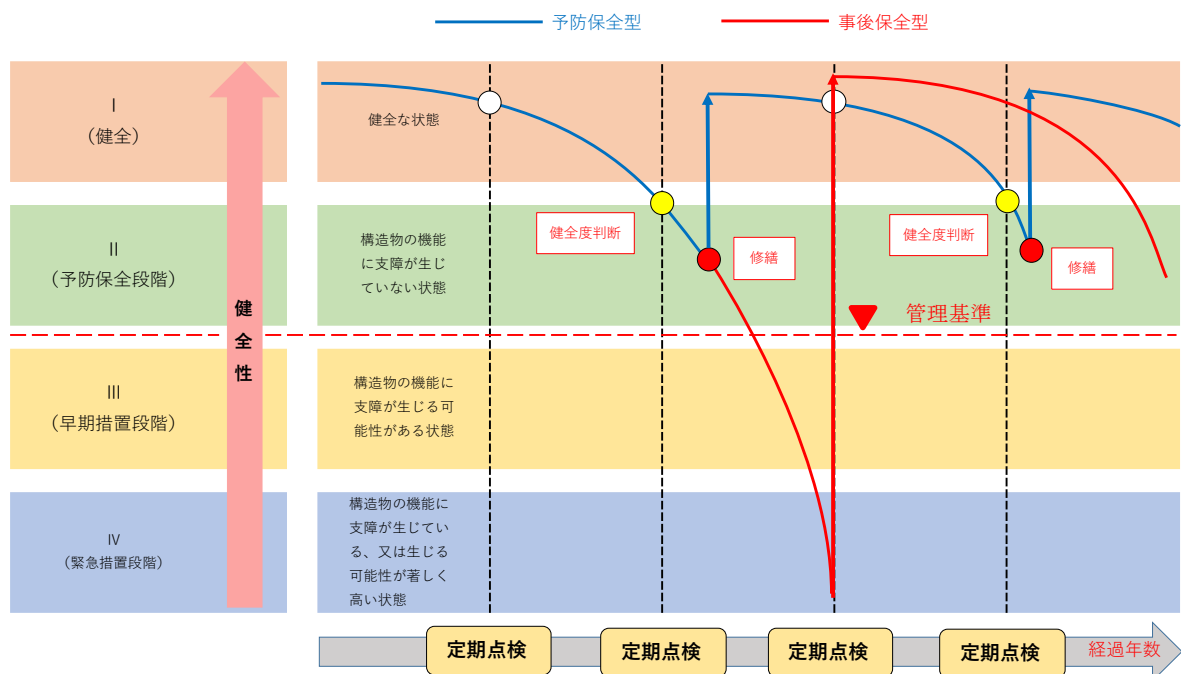 予防保全型
事後保全型
Ⅰ
（健全）
健全な状態
Ⅱ
（予防保全段階）
構造物の機能
に支障が生じ
ていない状態
健全度判断
修繕
健全度判断
修繕
管理基準
健
全
性
Ⅲ
（早期措置段階）
構造物の機能に
支障が生じる可
能性がある状態
Ⅳ
（緊急措置段階）
構造物の機能に
支障が生じてい
る、又は生じる
可能性が著しく
高い状態
定期点検
定期点検
定期点検
定期点検
経過年数